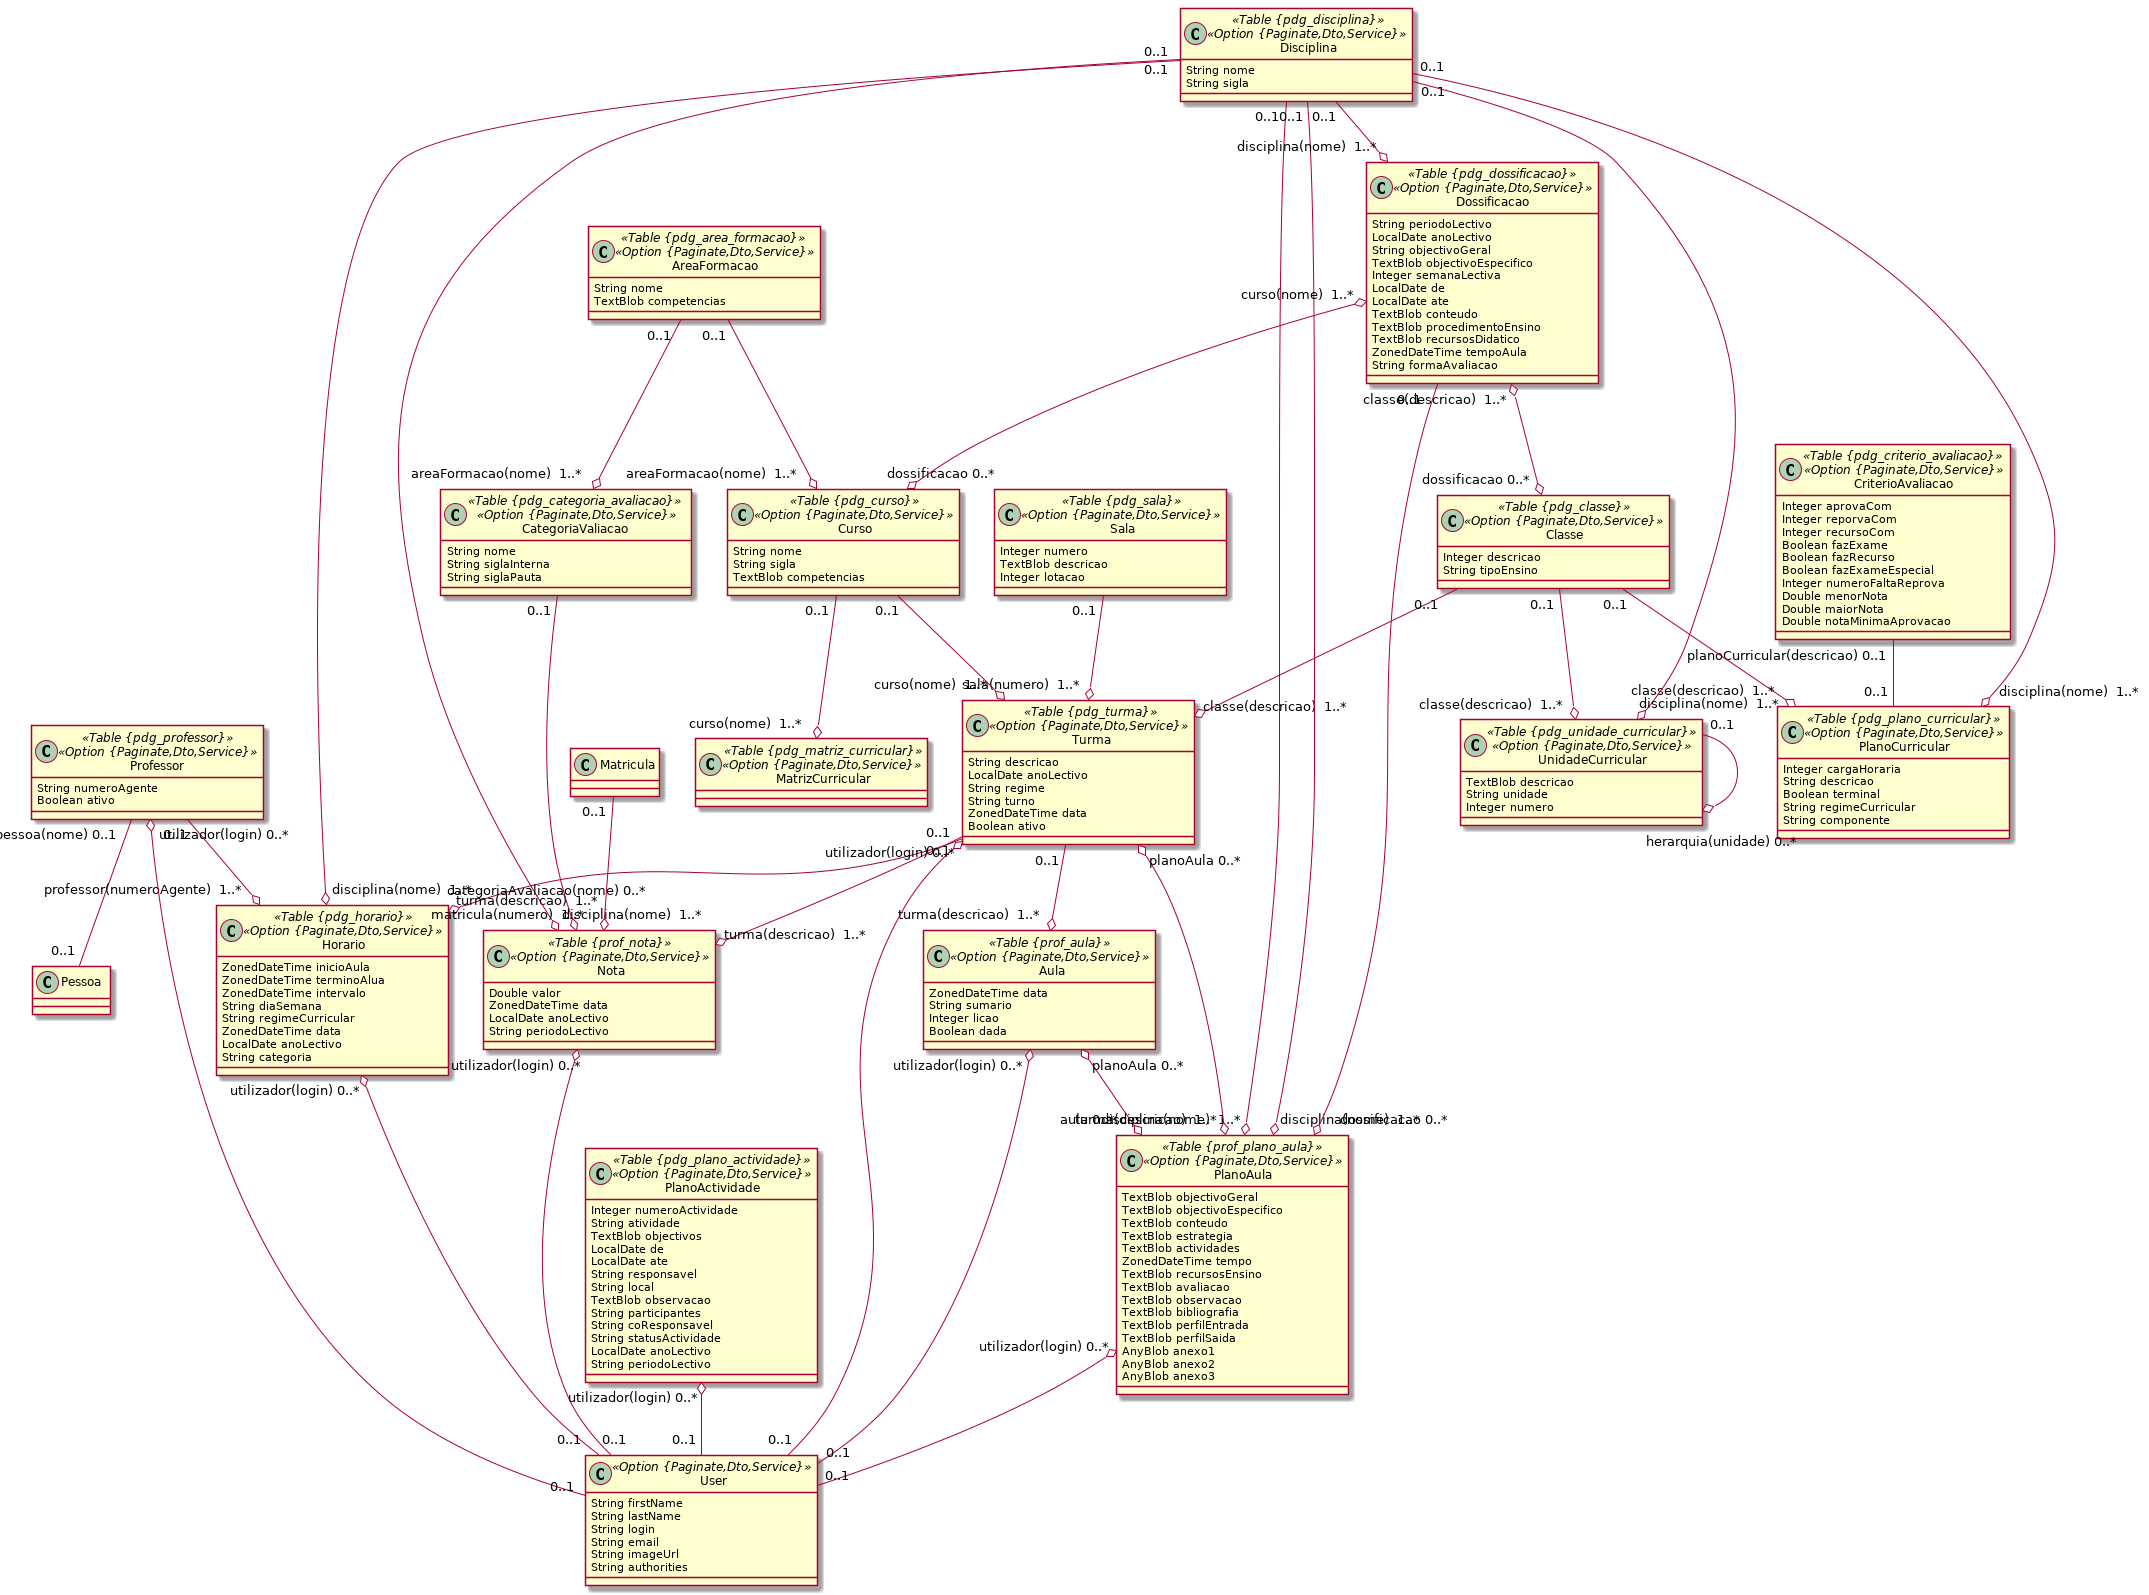 «Table {pdg_disciplina}»
«Option {Paginate,Dto,Service}»
Disciplina
String nome
String sigla
0..1
0..1
0..1
0..1
0..1
0..1
0..1
disciplina(nome) 1..*
«Table {pdg_dossificacao}»
«Option {Paginate,Dto,Service}»
Dossificacao
String periodoLectivo
LocalDate anoLectivo
String objectivoGeral
TextBlob objectivoEspecifico
Integer semanaLectiva
LocalDate de
LocalDate ate
TextBlob conteudo
TextBlob procedimentoEnsino
TextBlob recursosDidatico
ZonedDateTime tempoAula
String formaAvaliacao
curso(nome) 1..*
classe(descricao) 1..*
0..1
«Table {pdg_area_formacao}»
«Option {Paginate,Dto,Service}»
AreaFormacao
String nome
TextBlob competencias
0..1
0..1
areaFormacao(nome) 1..*
areaFormacao(nome) 1..*
dossificacao 0..*
dossificacao 0..*
«Table {pdg_categoria_avaliacao}»
«Option {Paginate,Dto,Service}»
CategoriaValiacao
String nome
String siglaInterna
String siglaPauta
0..1
«Table {pdg_curso}»
«Option {Paginate,Dto,Service}»
Curso
String nome
String sigla
TextBlob competencias
0..1
0..1
«Table {pdg_sala}»
«Option {Paginate,Dto,Service}»
Sala
Integer numero
TextBlob descricao
Integer lotacao
0..1
«Table {pdg_classe}»
«Option {Paginate,Dto,Service}»
Classe
Integer descricao
String tipoEnsino
0..1
0..1
0..1
«Table {pdg_criterio_avaliacao}»
«Option {Paginate,Dto,Service}»
CriterioAvaliacao
Integer aprovaCom
Integer reporvaCom
Integer recursoCom
Boolean fazExame
Boolean fazRecurso
Boolean fazExameEspecial
Integer numeroFaltaReprova
Double menorNota
Double maiorNota
Double notaMinimaAprovacao
planoCurricular(descricao) 0..1
0..1
curso(nome) 1..*
sala(numero) 1..*
curso(nome) 1..*
classe(descricao) 1..*
classe(descricao) 1..*
classe(descricao) 1..*
disciplina(nome) 1..*
disciplina(nome) 1..*
«Table {pdg_professor}»
«Option {Paginate,Dto,Service}»
Professor
String numeroAgente
Boolean ativo
pessoa(nome) 0..1
0..1
utilizador(login) 0..*
«Table {pdg_matriz_curricular}»
«Option {Paginate,Dto,Service}»
MatrizCurricular
Matricula
0..1
«Table {pdg_turma}»
«Option {Paginate,Dto,Service}»
Turma
String descricao
LocalDate anoLectivo
String regime
String turno
ZonedDateTime data
Boolean ativo
0..1
0..1
utilizador(login) 0..*
0..1
planoAula 0..*
«Table {pdg_unidade_curricular}»
«Option {Paginate,Dto,Service}»
UnidadeCurricular
TextBlob descricao
String unidade
Integer numero
0..1
herarquia(unidade) 0..*
«Table {pdg_plano_curricular}»
«Option {Paginate,Dto,Service}»
PlanoCurricular
Integer cargaHoraria
String descricao
Boolean terminal
String regimeCurricular
String componente
professor(numeroAgente) 1..*
disciplina(nome) 1..*
categoriaAvaliacao(nome) 0..*
turma(descricao) 1..*
matricula(numero) 1..*
disciplina(nome) 1..*
turma(descricao) 1..*
turma(descricao) 1..*
0..1
Pessoa
«Table {pdg_horario}»
«Option {Paginate,Dto,Service}»
Horario
ZonedDateTime inicioAula
ZonedDateTime terminoAlua
ZonedDateTime intervalo
String diaSemana
String regimeCurricular
ZonedDateTime data
LocalDate anoLectivo
String categoria
utilizador(login) 0..*
«Table {prof_nota}»
«Option {Paginate,Dto,Service}»
Nota
Double valor
ZonedDateTime data
LocalDate anoLectivo
String periodoLectivo
utilizador(login) 0..*
«Table {prof_aula}»
«Option {Paginate,Dto,Service}»
Aula
ZonedDateTime data
String sumario
Integer licao
Boolean dada
utilizador(login) 0..*
planoAula 0..*
aula 0..*
turma(descricao) 1..*
disciplina(nome) 1..*
disciplina(nome) 1..*
dossificacao 0..*
«Table {prof_plano_aula}»
«Option {Paginate,Dto,Service}»
PlanoAula
TextBlob objectivoGeral
TextBlob objectivoEspecifico
TextBlob conteudo
TextBlob estrategia
TextBlob actividades
ZonedDateTime tempo
TextBlob recursosEnsino
TextBlob avaliacao
TextBlob observacao
TextBlob bibliografia
TextBlob perfilEntrada
TextBlob perfilSaida
AnyBlob anexo1
AnyBlob anexo2
AnyBlob anexo3
utilizador(login) 0..*
«Table {pdg_plano_actividade}»
«Option {Paginate,Dto,Service}»
PlanoActividade
Integer numeroActividade
String atividade
TextBlob objectivos
LocalDate de
LocalDate ate
String responsavel
String local
TextBlob observacao
String participantes
String coResponsavel
String statusActividade
LocalDate anoLectivo
String periodoLectivo
utilizador(login) 0..*
0..1
0..1
0..1
0..1
0..1
0..1
0..1
«Option {Paginate,Dto,Service}»
User
String firstName
String lastName
String login
String email
String imageUrl
String authorities